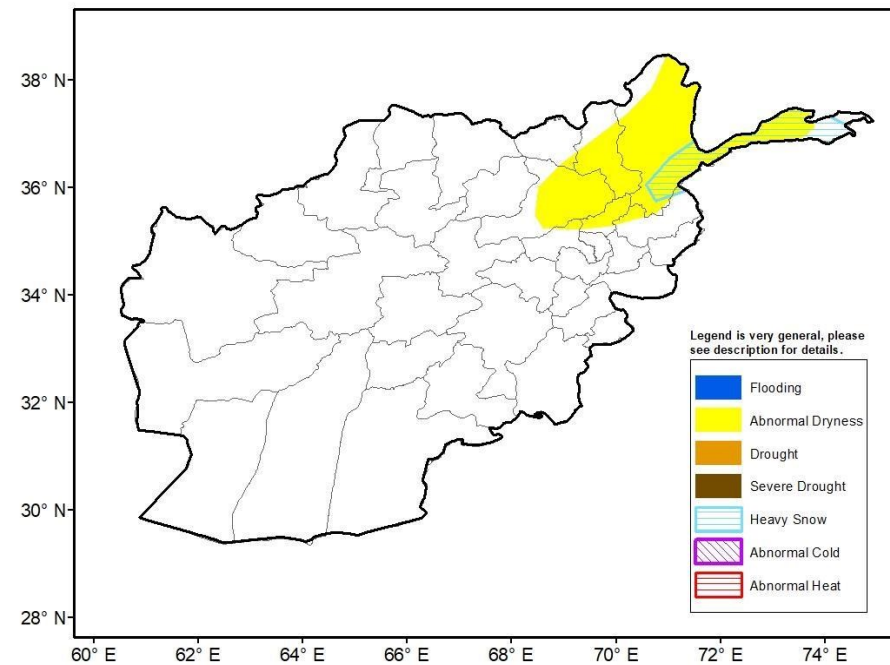 38° N
36° N
34° N
32° N
30° N
28° N
60° E 62° E 64° E 66° E 68° E 70° E 72° E 74° E
Legend is very general, please
see description for details.
Flooding
Abnormal Dryness
Drought
Severe Drought
Heavy Snow
Abnormal Cold
Abnormal Heat